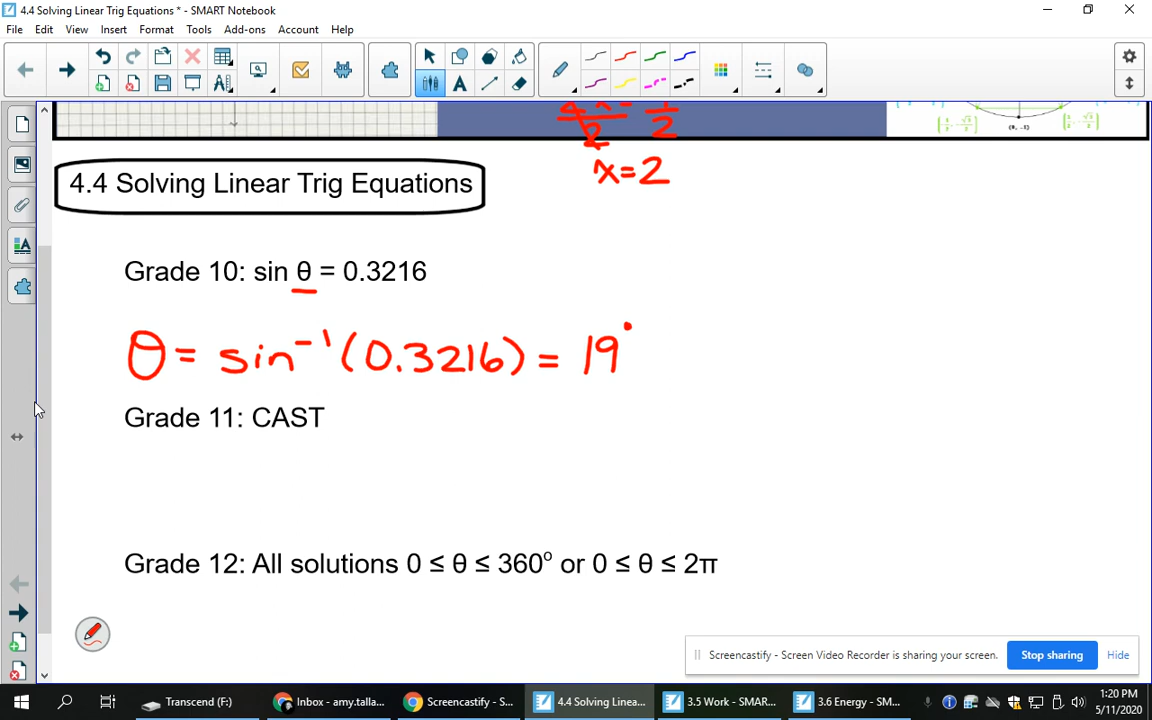 4.4 Solving Linear Trig Equations * - SMART Notebook
File Edit View Insert Format Tools Add-ons Account Help
(0, -1)
x=2
4.4 Solving Linear Trig Equations
Grade 10: sin θ = 0.3216
θ = sin⁻¹(0.3216) = 19°
Grade 11: CAST
Grade 12: All solutions 0 ≤ θ ≤ 360° or 0 ≤ θ ≤ 2π
Screencastify - Screen Video Recorder is sharing your screen. Stop sharing Hide
Transcend (F:) Inbox - amy.talla... Screencastify - S... 4.4 Solving Linea... 3.5 Work - SMAR... 3.6 Energy - SM... 1:20 PM
5/11/2020